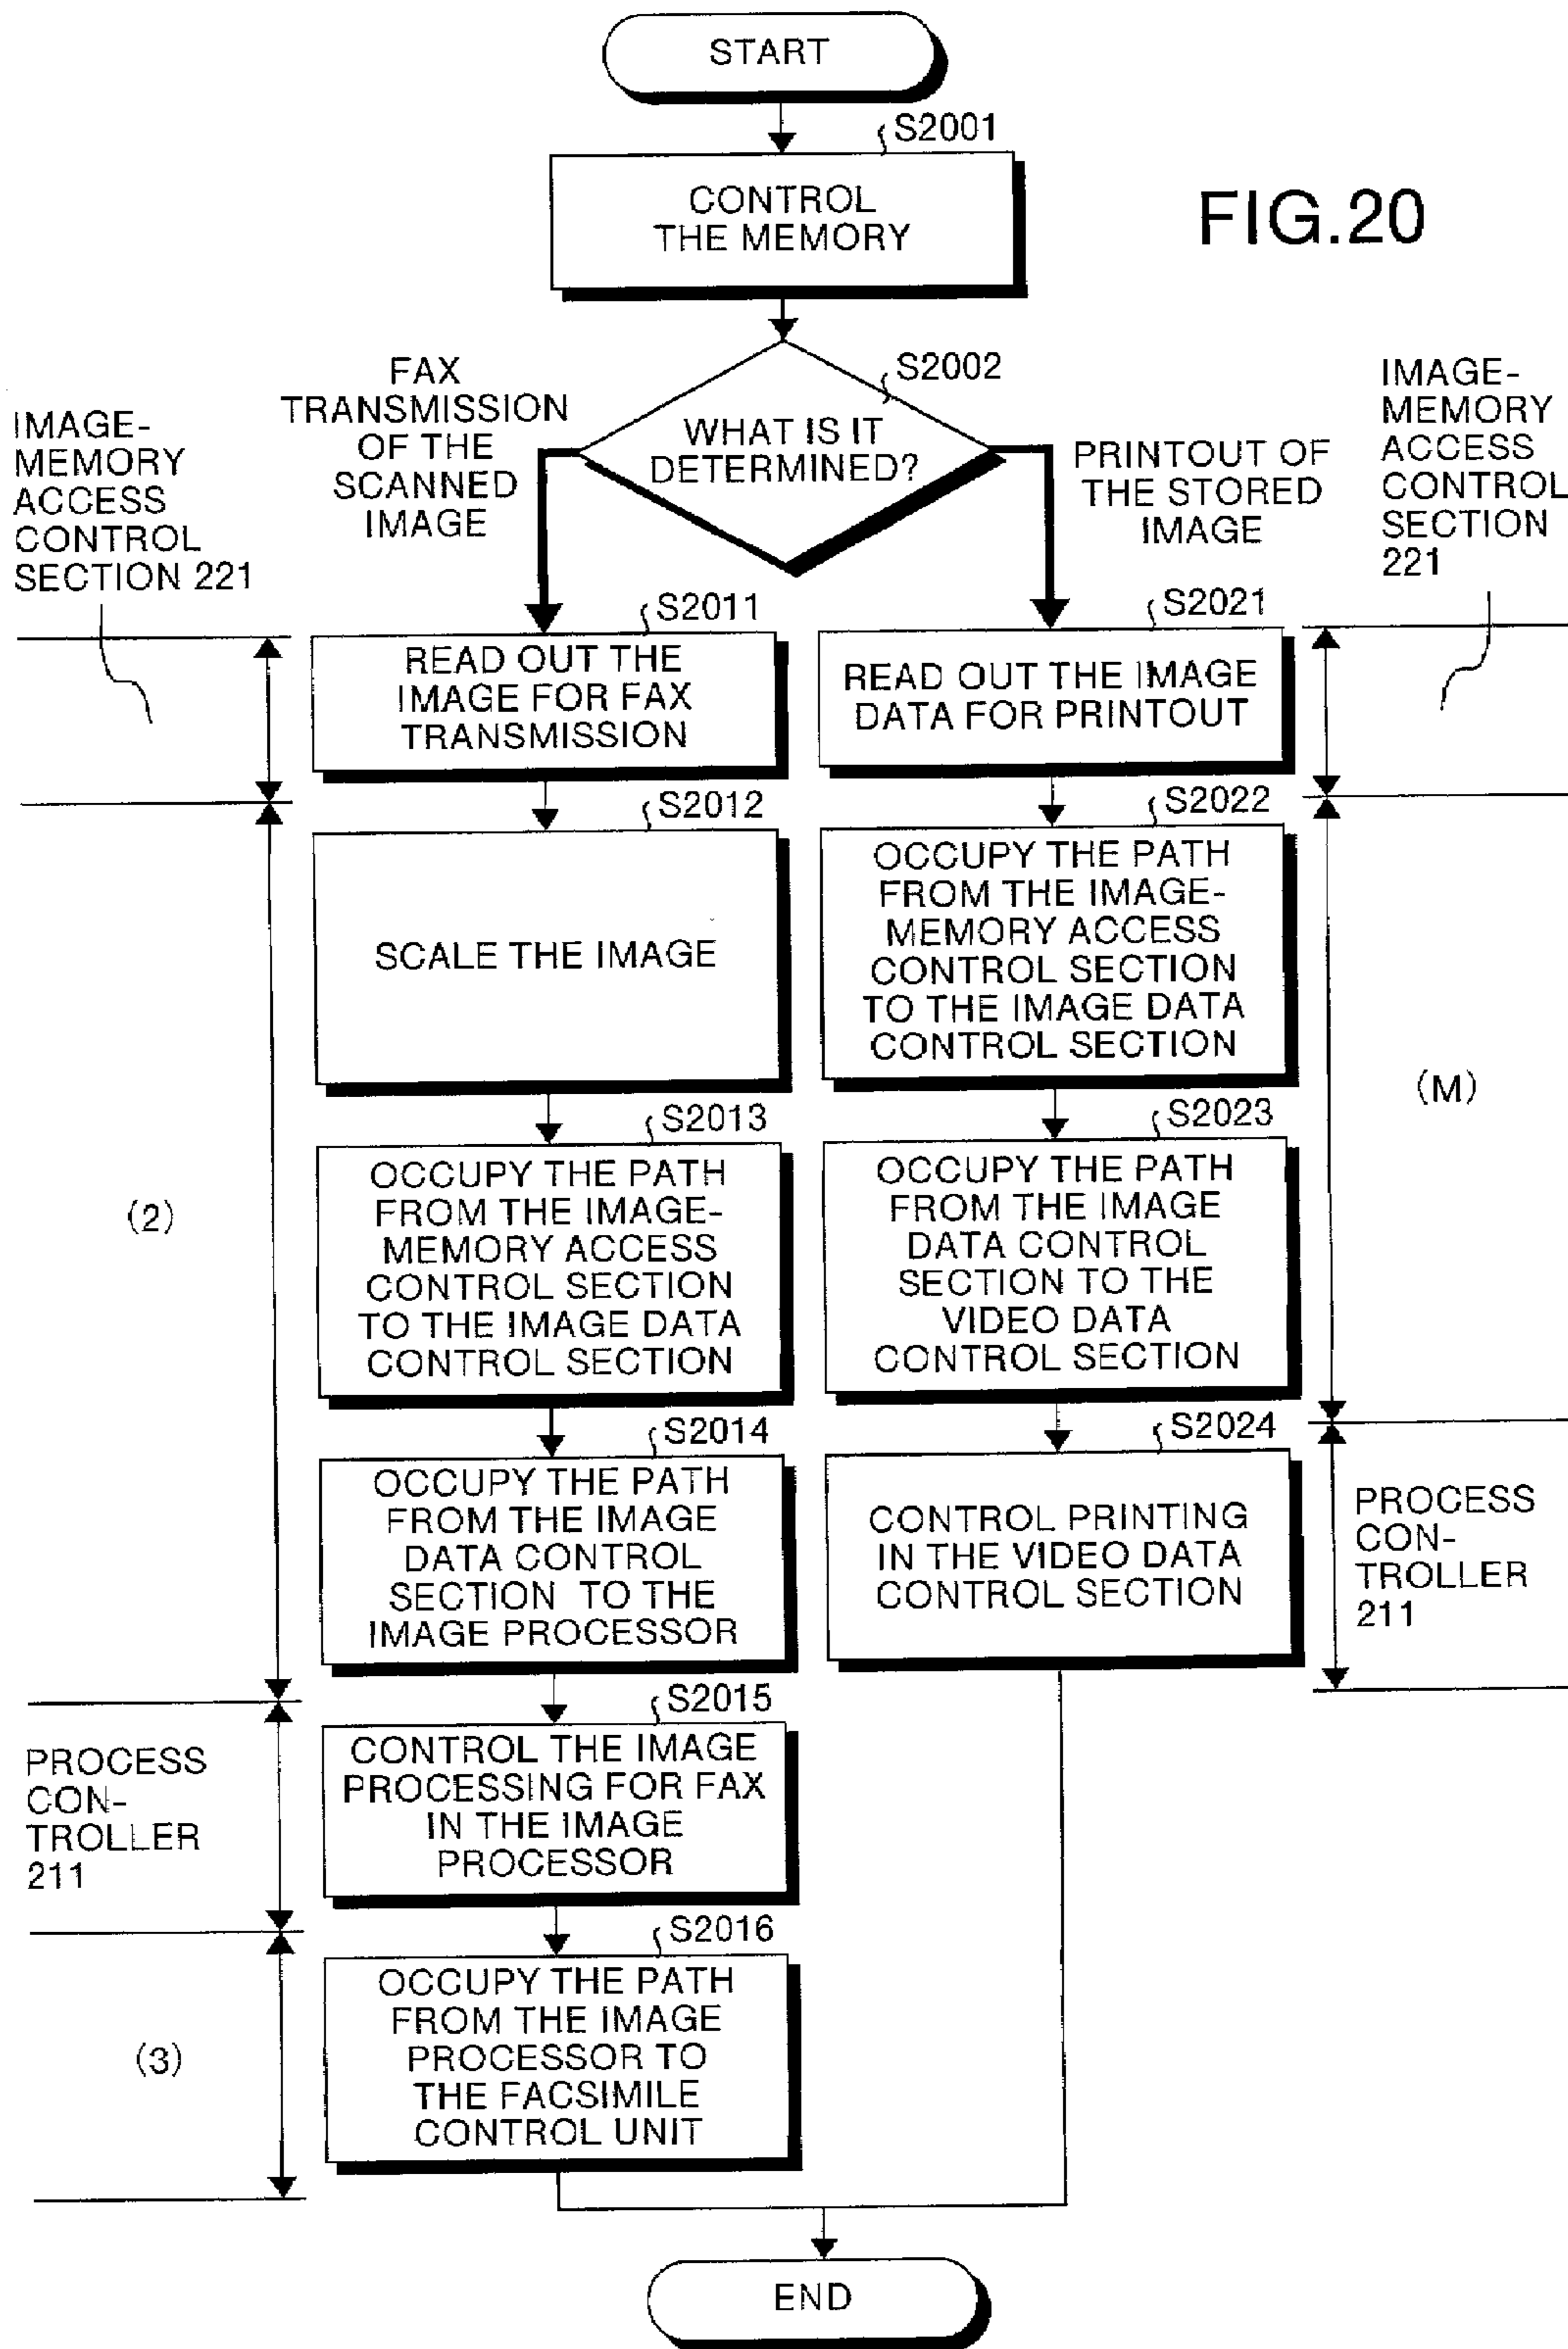 START
S2001
CONTROL
THE MEMORY
FIG.20
S2002
WHAT IS IT
DETERMINED?
FAX
TRANSMISSION
OF THE
SCANNED
IMAGE
PRINTOUT OF
THE STORED
IMAGE
IMAGE-
MEMORY
ACCESS
CONTROL
SECTION 221
IMAGE-
MEMORY
ACCESS
CONTROL
SECTION
221
S2011
READ OUT THE
IMAGE FOR FAX
TRANSMISSION
S2021
READ OUT THE IMAGE
DATA FOR PRINTOUT
S2012
SCALE THE IMAGE
S2022
OCCUPY THE PATH
FROM THE IMAGE-
MEMORY ACCESS
CONTROL SECTION
TO THE IMAGE DATA
CONTROL SECTION
(M)
(2)
S2013
OCCUPY THE PATH
FROM THE IMAGE-
MEMORY ACCESS
CONTROL SECTION
TO THE IMAGE DATA
CONTROL SECTION
S2023
OCCUPY THE PATH
FROM THE IMAGE
DATA CONTROL
SECTION TO THE
VIDEO DATA
CONTROL SECTION
S2014
OCCUPY THE PATH
FROM THE IMAGE
DATA CONTROL
SECTION TO THE
IMAGE PROCESSOR
S2024
CONTROL PRINTING
IN THE VIDEO DATA
CONTROL SECTION
PROCESS
CON-
TROLLER
211
S2015
CONTROL THE IMAGE
PROCESSING FOR FAX
IN THE IMAGE
PROCESSOR
PROCESS
CON-
TROLLER
211
S2016
OCCUPY THE PATH
FROM THE IMAGE
PROCESSOR TO
THE FACSIMILE
CONTROL UNIT
(3)
END